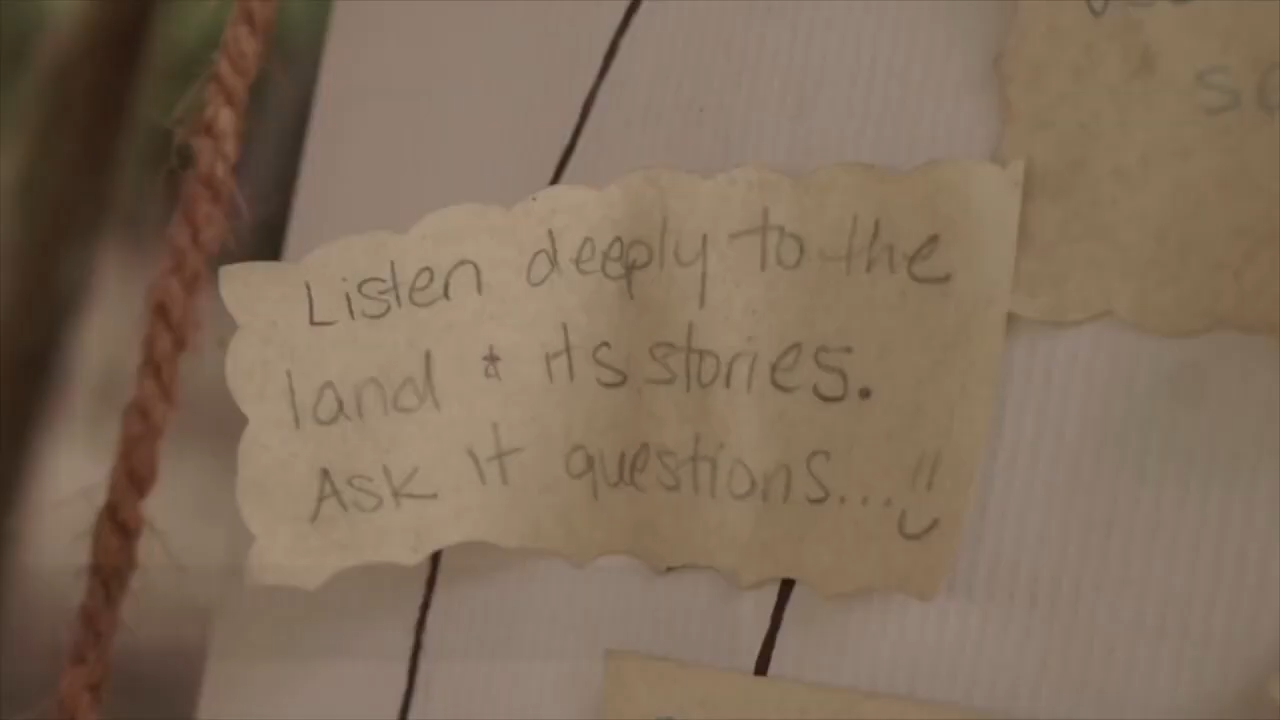 Listen deeply to the
land + its stories.
Ask it questions... ü